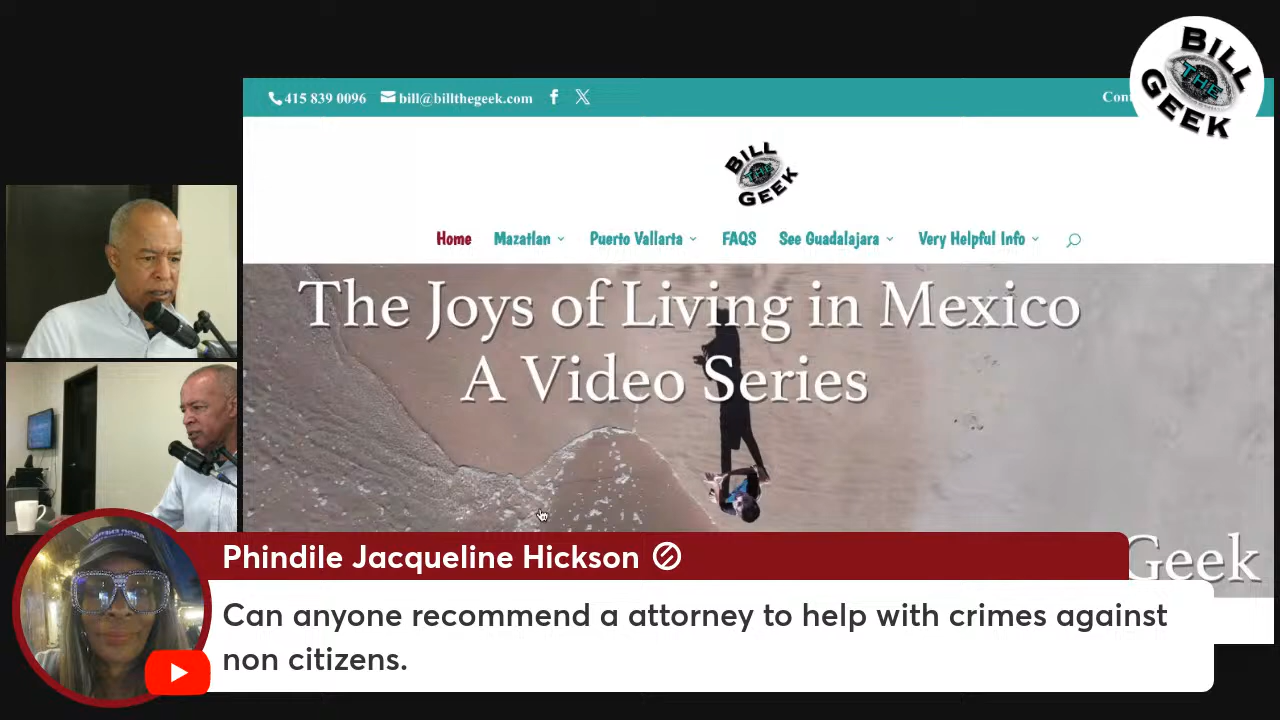 415 839 0096 bill@billthegeek.com
BILL THE GEEK
BILL THE GEEK
Home Mazatlan Puerto Vallarta FAQS See Guadalajara Very Helpful Info
The Joys of Living in Mexico
A Video Series
Geek
Phindile Jacqueline Hickson
Can anyone recommend a attorney to help with crimes against
non citizens.